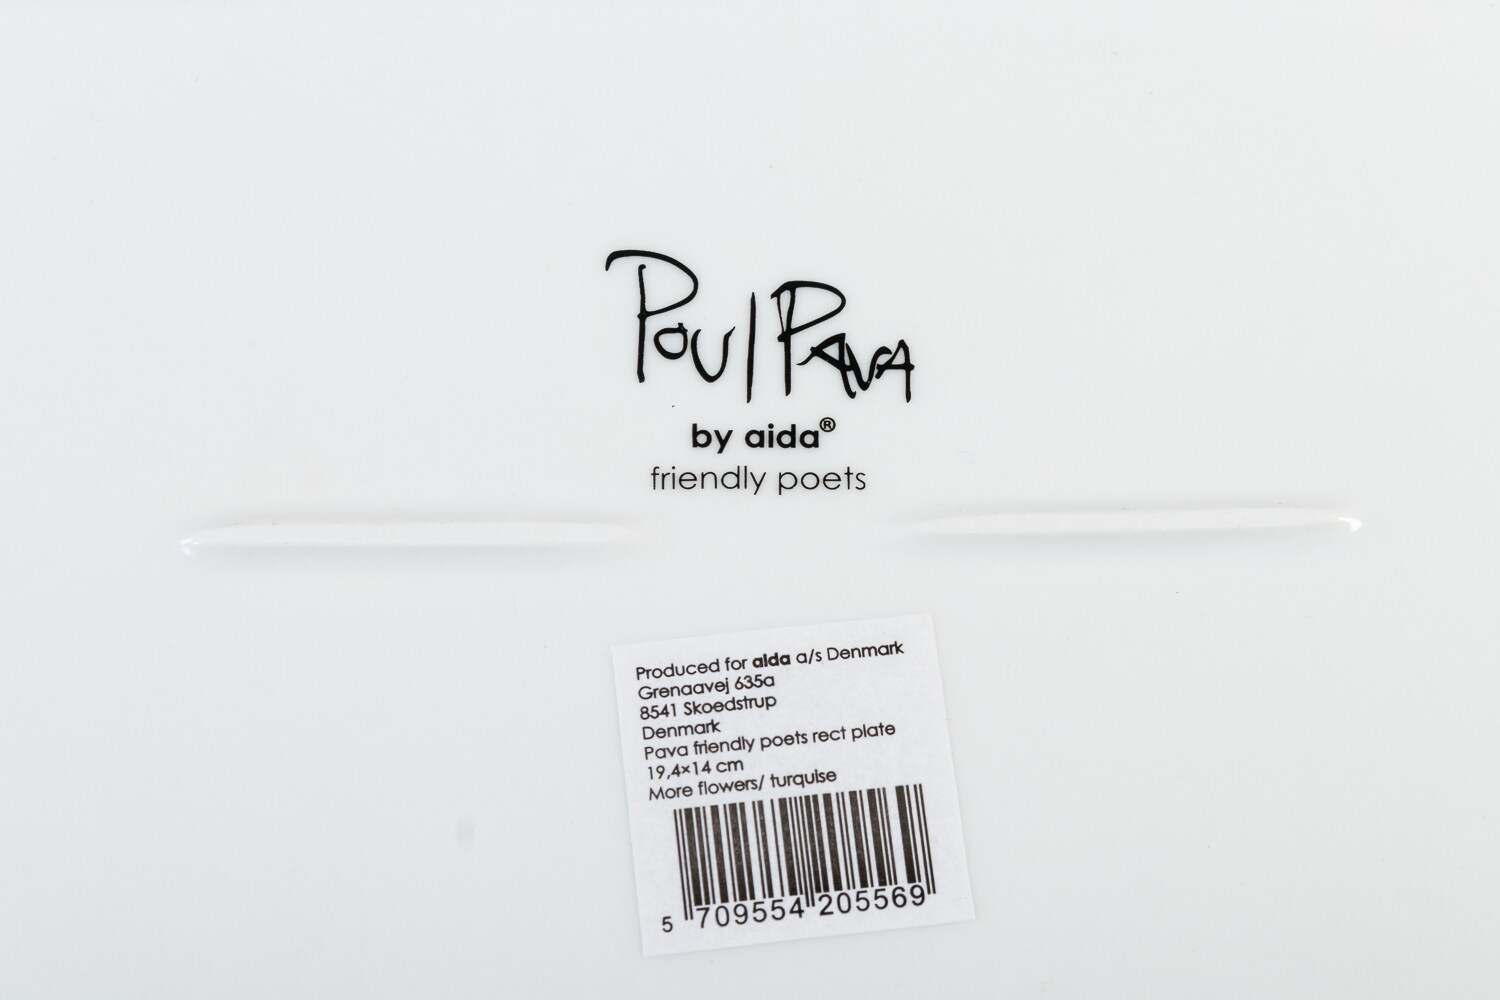 Poul Pava
by aida®
friendly poets
Produced for aida a/s Denmark
Grenaavej 635a
8541 Skoedstrup
Denmark
Pava friendly poets rect plate
19,4×14 cm
More flowers/ turquise
5 709554 205569